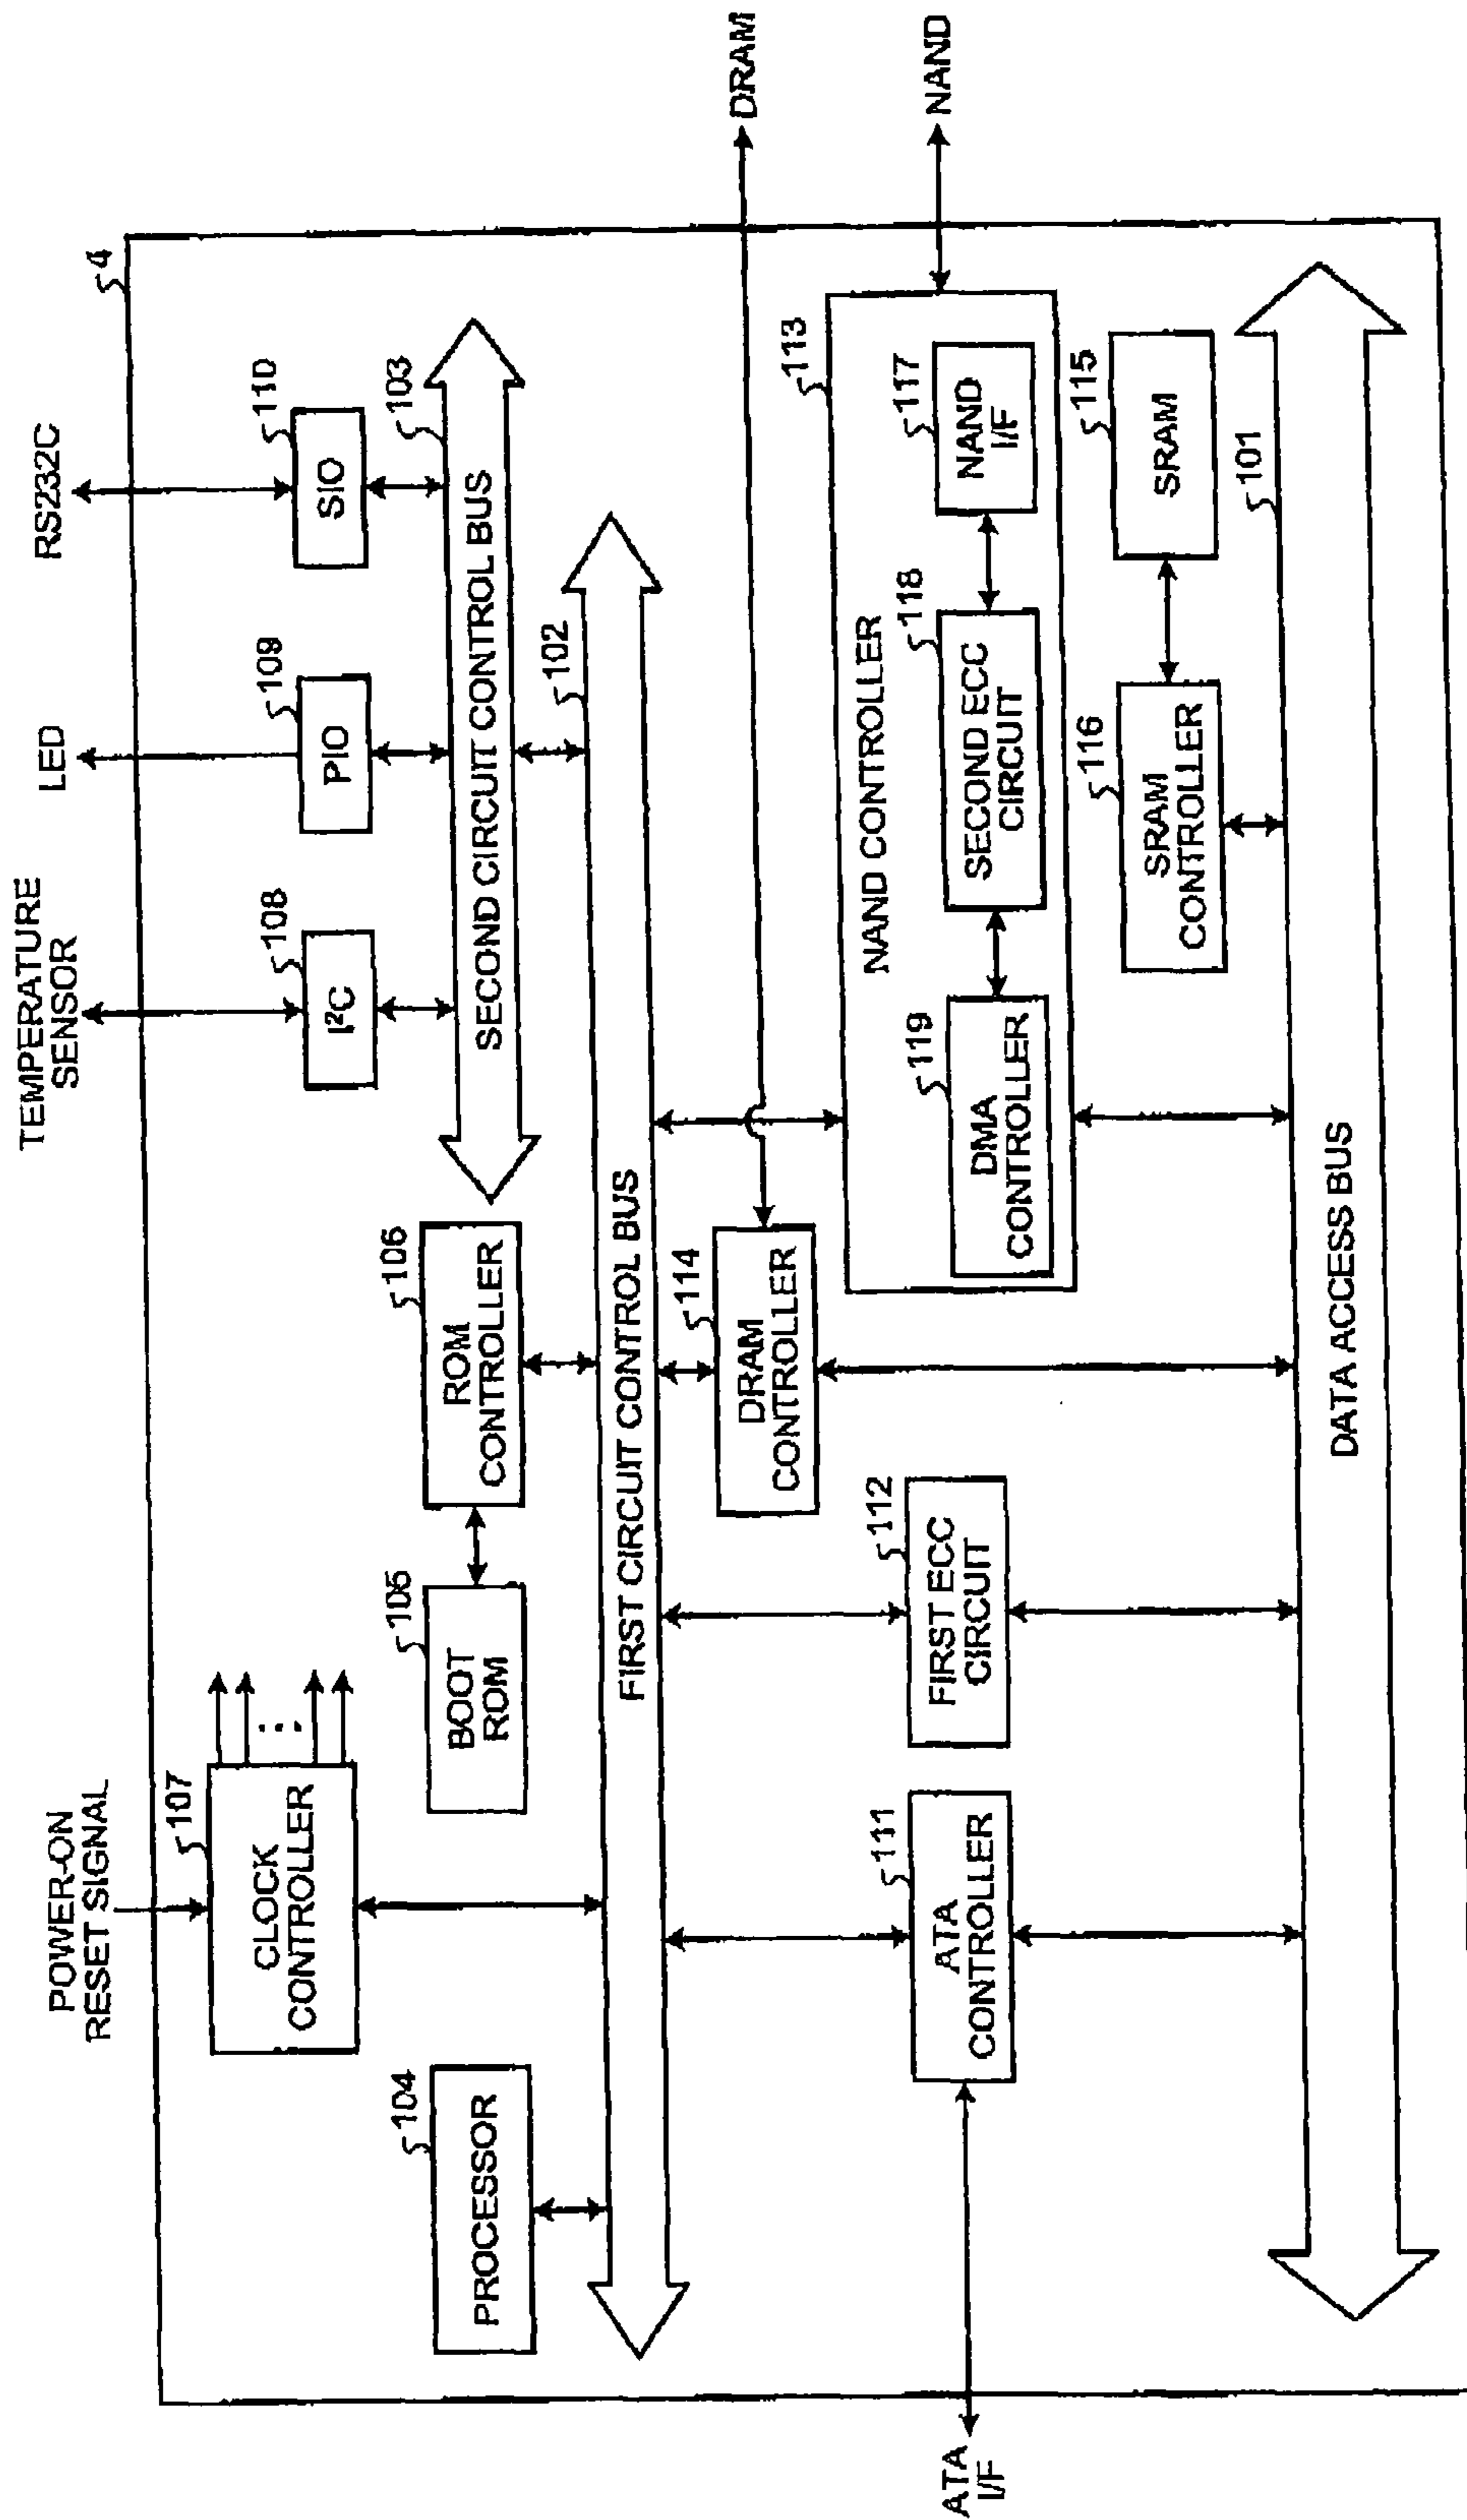 POWER-ON
RESET SIGNAL
TEMPERATURE
SENSOR
LED
RS232C
4
107
CLOCK
CONTROLLER
108
I²C
109
PIO
110
SIO
104
PROCESSOR
105
BOOT
ROM
106
ROM
CONTROLLER
103
SECOND CIRCUIT CONTROL BUS
102
FIRST CIRCUIT CONTROL BUS
DRAM
114
DRAM
CONTROLLER
113
NAND CONTROLLER
NAND
ATA
I/F
111
ATA
CONTROLLER
112
FIRST ECC
CIRCUIT
119
DMA
CONTROLLER
118
SECOND ECC
CIRCUIT
117
NAND
I/F
116
SRAM
CONTROLLER
115
SRAM
101
DATA ACCESS BUS